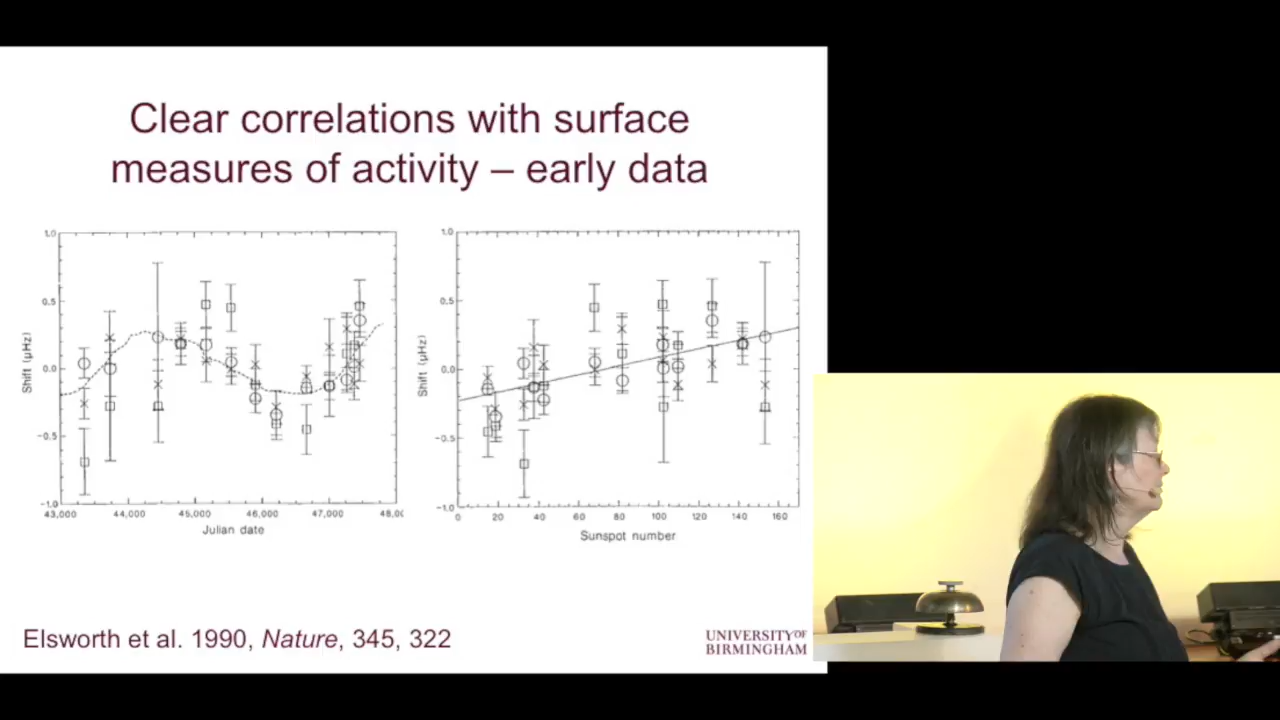 Clear correlations with surface
measures of activity – early data
1.0
0.5
0.0
−0.5
−1.0
Shift (μHz)
43,000 44,000 45,000 46,000 47,000 48,0
Julian date
1.0
0.5
0.0
−0.5
−1.0
Shift (μHz)
0 20 40 60 80 100 120 140 160
Sunspot number
Elsworth et al. 1990, Nature, 345, 322
UNIVERSITY OF
BIRMINGHAM